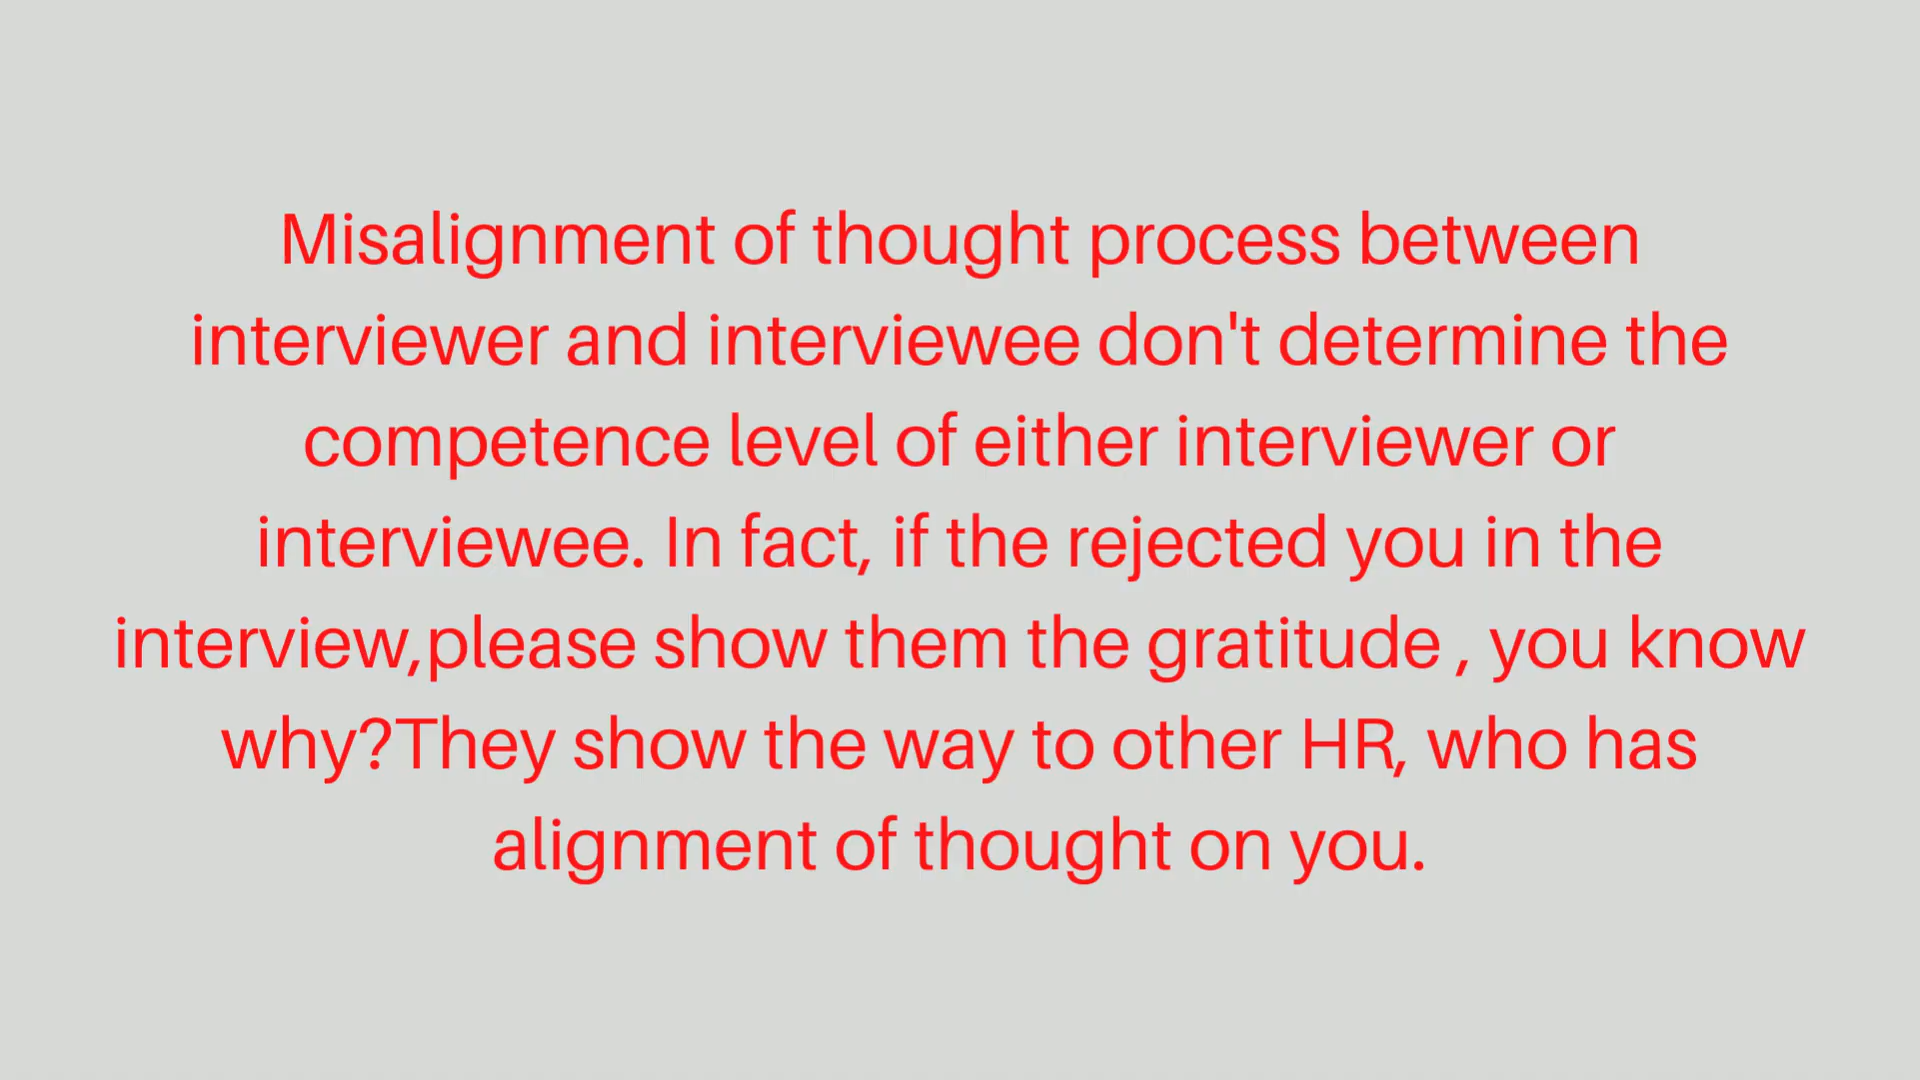 Misalignment of thought process between
interviewer and interviewee don't determine the
competence level of either interviewer or
interviewee. In fact, if the rejected you in the
interview,please show them the gratitude , you know
why?They show the way to other HR, who has
alignment of thought on you.